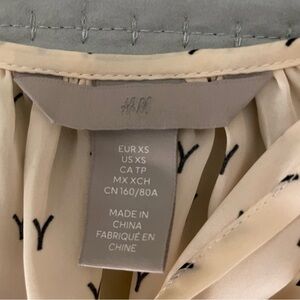 H&M
EUR XS
US XS
CA TP
MX XCH
CN 160/80A
MADE IN
CHINA
FABRIQUÉ EN
CHINE